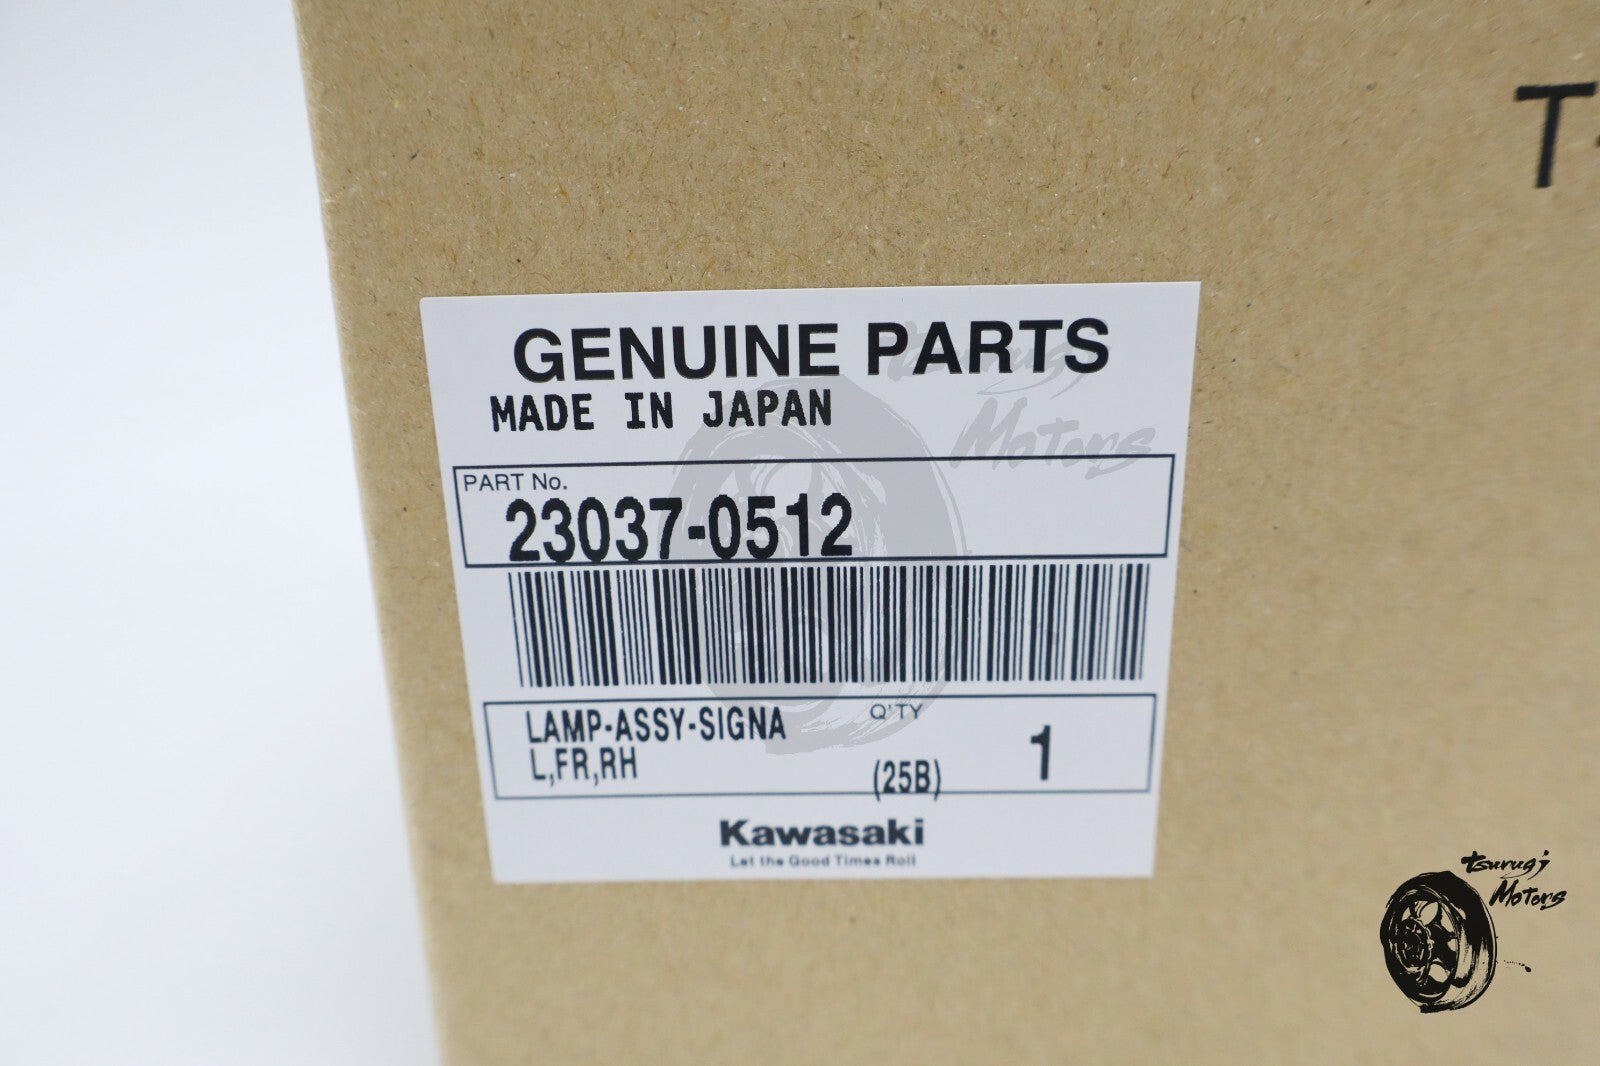 T
GENUINE PARTS
MADE IN JAPAN
PART No.
23037-0512
LAMP-ASSY-SIGNA
L,FR,RH
Q'TY
(25B)
1
Kawasaki
Let the Good Times Roll
tsurugi
Motors
tsurugi
Motors